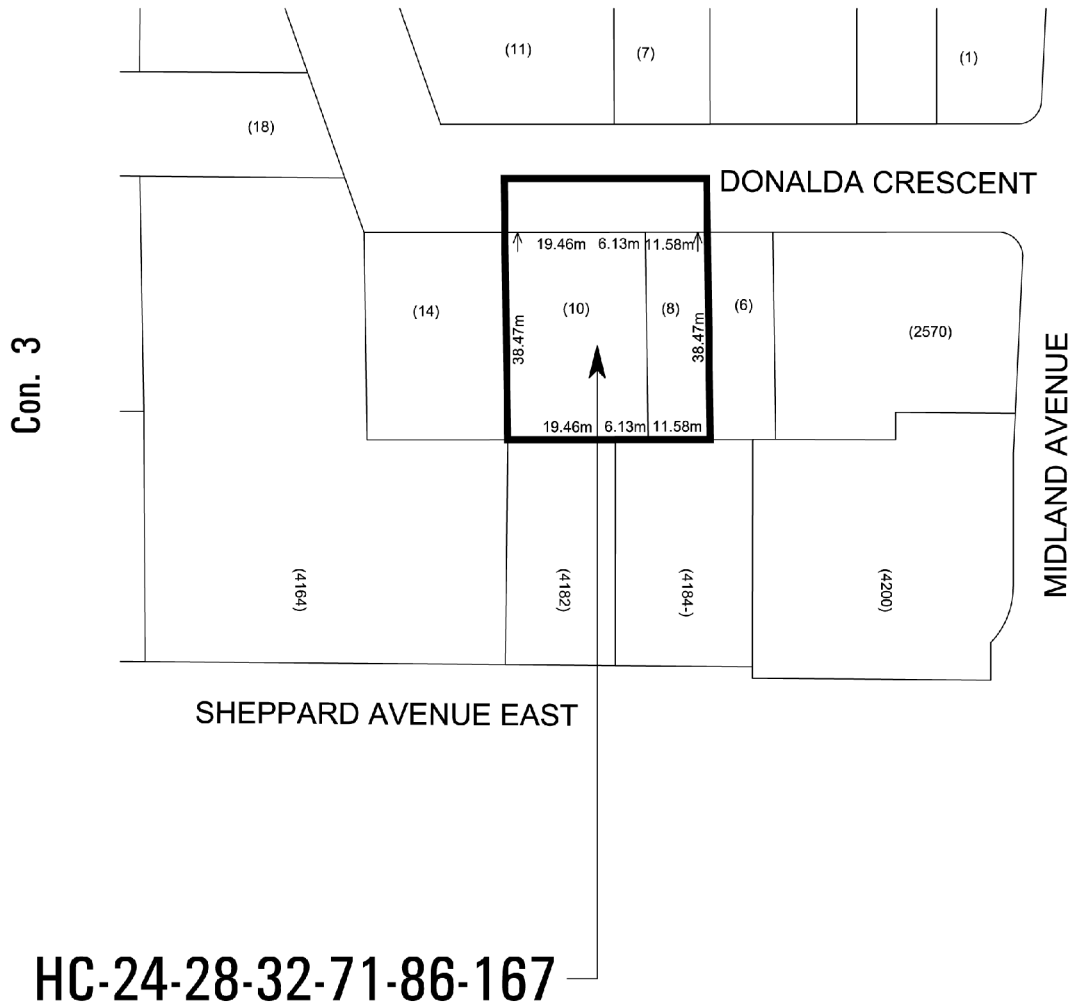 (11)
(7)
(1)
(18)
DONALDA CRESCENT
19.46m 6.13m 11.58m
(14)
(10)
(8)
(6)
(2570)
38.47m
38.47m
Con. 3
MIDLAND AVENUE
19.46m 6.13m 11.58m
(4164)
(4182)
(4184-)
(4200)
SHEPPARD AVENUE EAST
HC-24-28-32-71-86-167